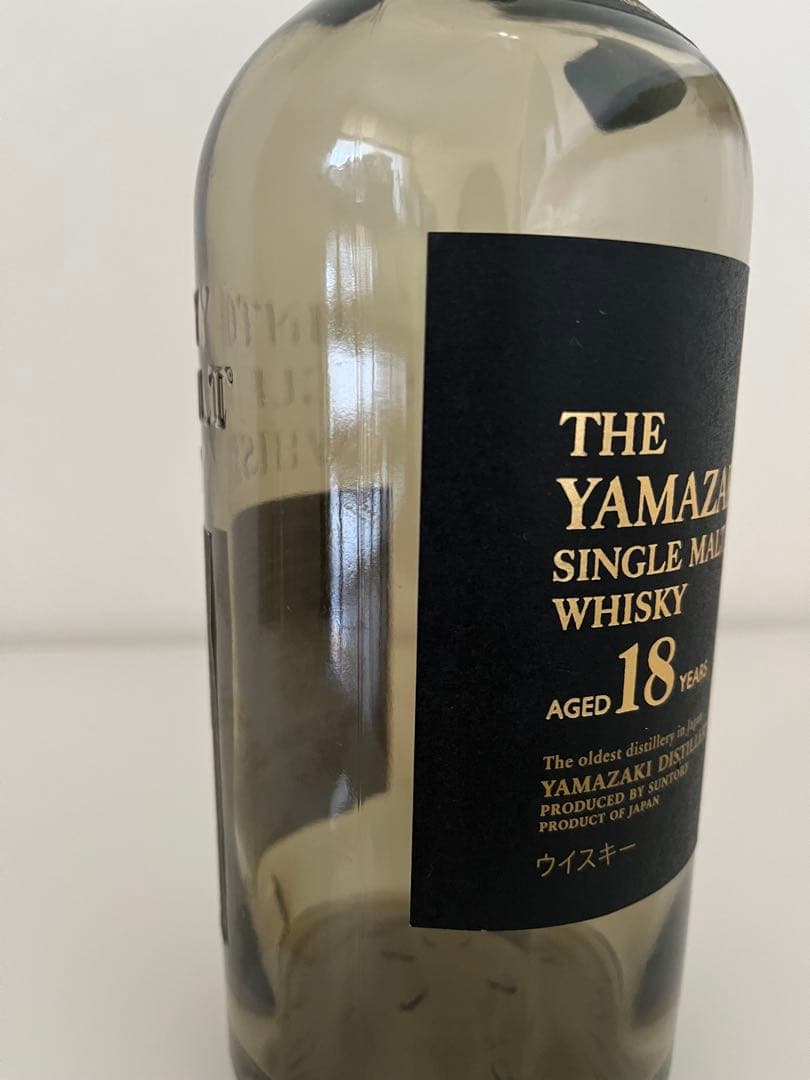 THE
YAMAZA
SINGLE MALT
WHISKY
AGED 18 YEARS
The oldest distillery in Japan
YAMAZAKI DISTILLE
PRODUCED BY SUNTORY
PRODUCT OF JAPAN
ウイスキー